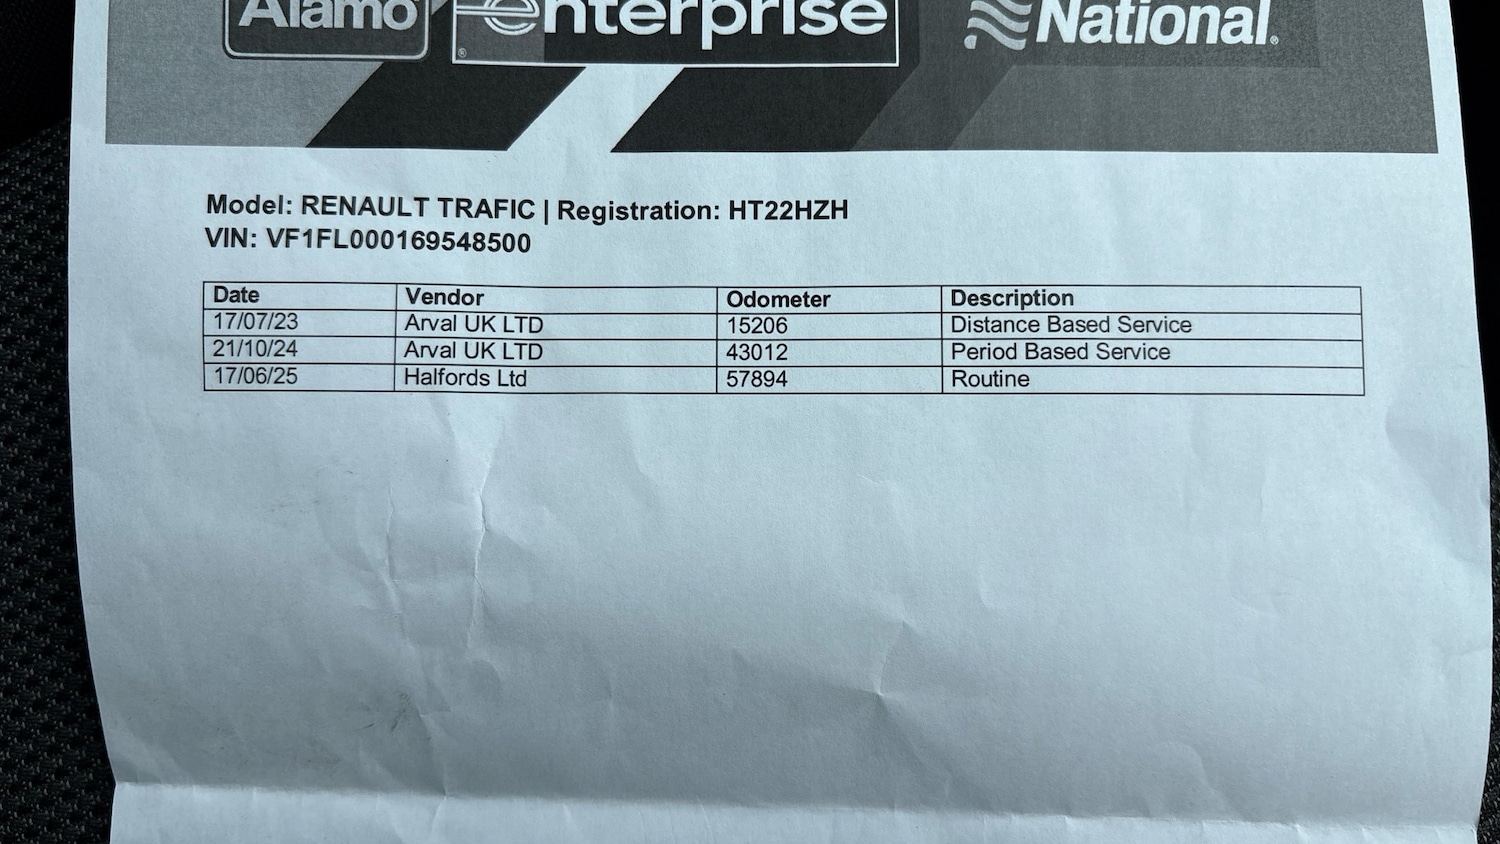 Alamo enterprise National
Model: RENAULT TRAFIC | Registration: HT22HZH
VIN: VF1FL000169548500
Date Vendor Odometer Description
17/07/23 Arval UK LTD 15206 Distance Based Service
21/10/24 Arval UK LTD 43012 Period Based Service
17/06/25 Halfords Ltd 57894 Routine